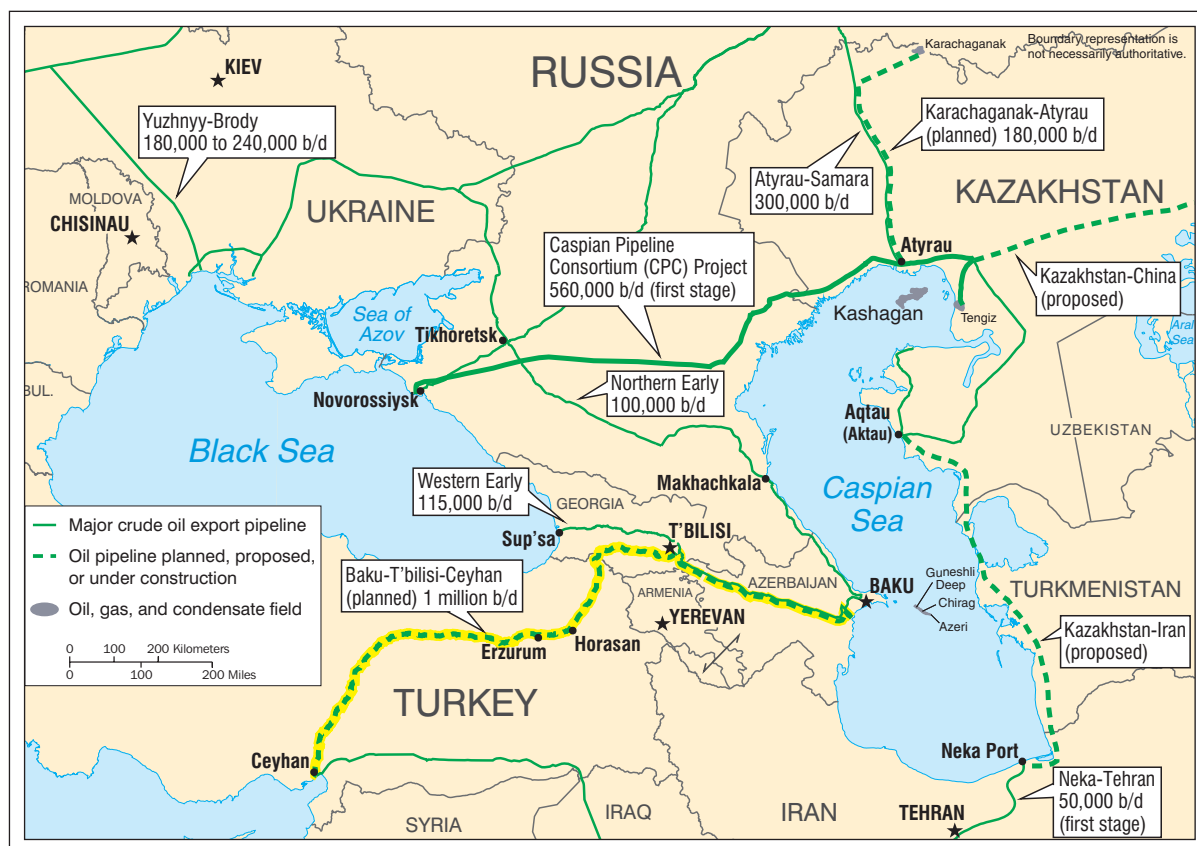 Boundary representation is
not necessarily authoritative.
Karachaganak
KIEV
RUSSIA
Yuzhnyy-Brody
180,000 to 240,000 b/d
Karachaganak-Atyrau
(planned) 180,000 b/d
Atyrau-Samara
300,000 b/d
KAZAKHSTAN
MOLDOVA
CHISINAU
UKRAINE
Caspian Pipeline
Consortium (CPC) Project
560,000 b/d (first stage)
Atyrau
Kazakhstan-China
(proposed)
ROMANIA
Sea of
Azov
Kashagan
Tengiz
Aral
Sea
Tikhoretsk
BUL.
Novorossiysk
Northern Early
100,000 b/d
Aqtau
(Aktau)
UZBEKISTAN
Black Sea
Western Early
115,000 b/d
GEORGIA
Makhachkala
Caspian
Sea
Major crude oil export pipeline
Oil pipeline planned, proposed,
or under construction
Oil, gas, and condensate field
0 100 200 Kilometers
0 100 200 Miles
Sup'sa
T'BILISI
Baku-T'bilisi-Ceyhan
(planned) 1 million b/d
ARMENIA
AZERBAIJAN
BAKU
Guneshli
Deep
Chirag
Azeri
TURKMENISTAN
YEREVAN
Erzurum
Horasan
Kazakhstan-Iran
(proposed)
TURKEY
Ceyhan
Neka Port
Neka-Tehran
50,000 b/d
(first stage)
SYRIA
IRAQ
IRAN
TEHRAN